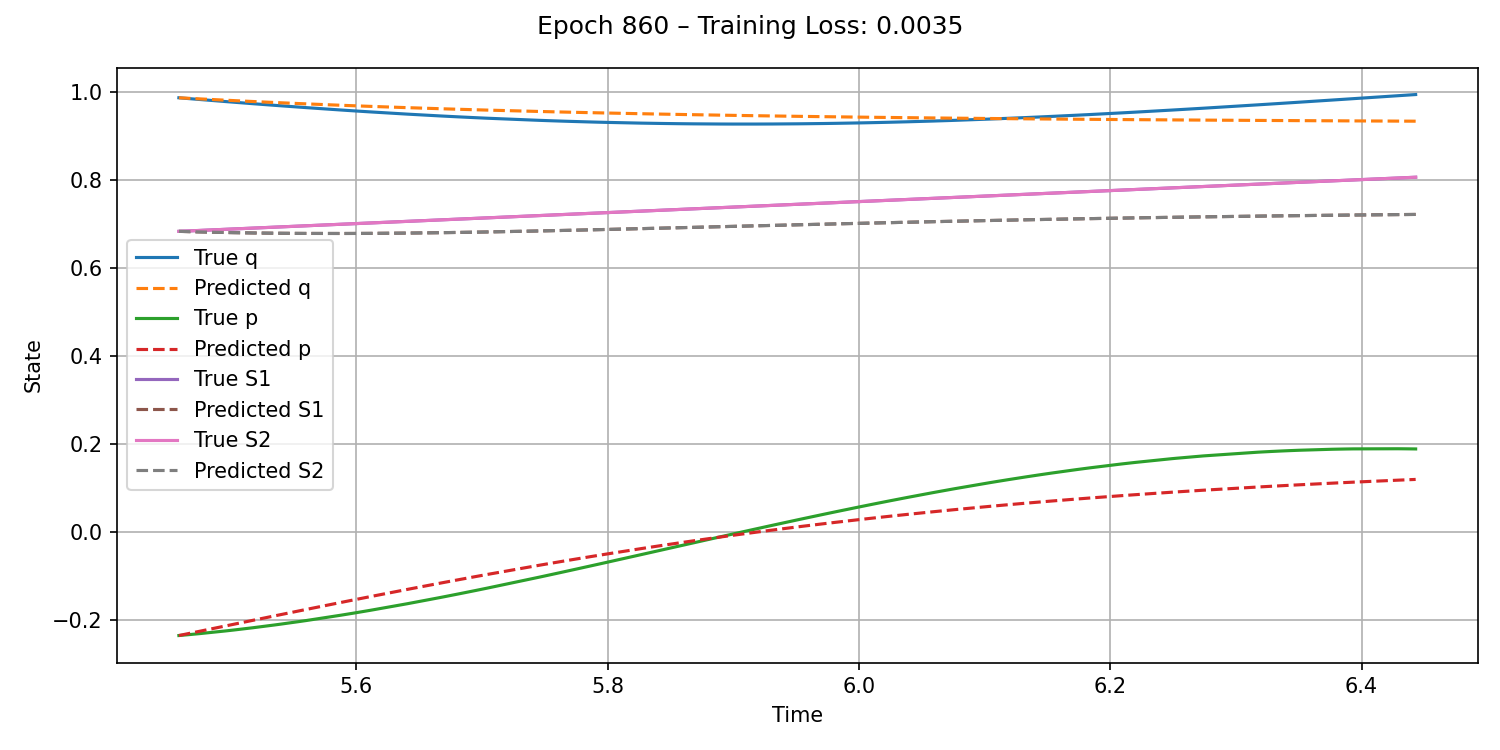 Epoch 860 – Training Loss: 0.0035
1.0
0.8
0.6
0.4
0.2
0.0
−0.2
State
True q
Predicted q
True p
Predicted p
True S1
Predicted S1
True S2
Predicted S2
5.6
5.8
6.0
6.2
6.4
Time